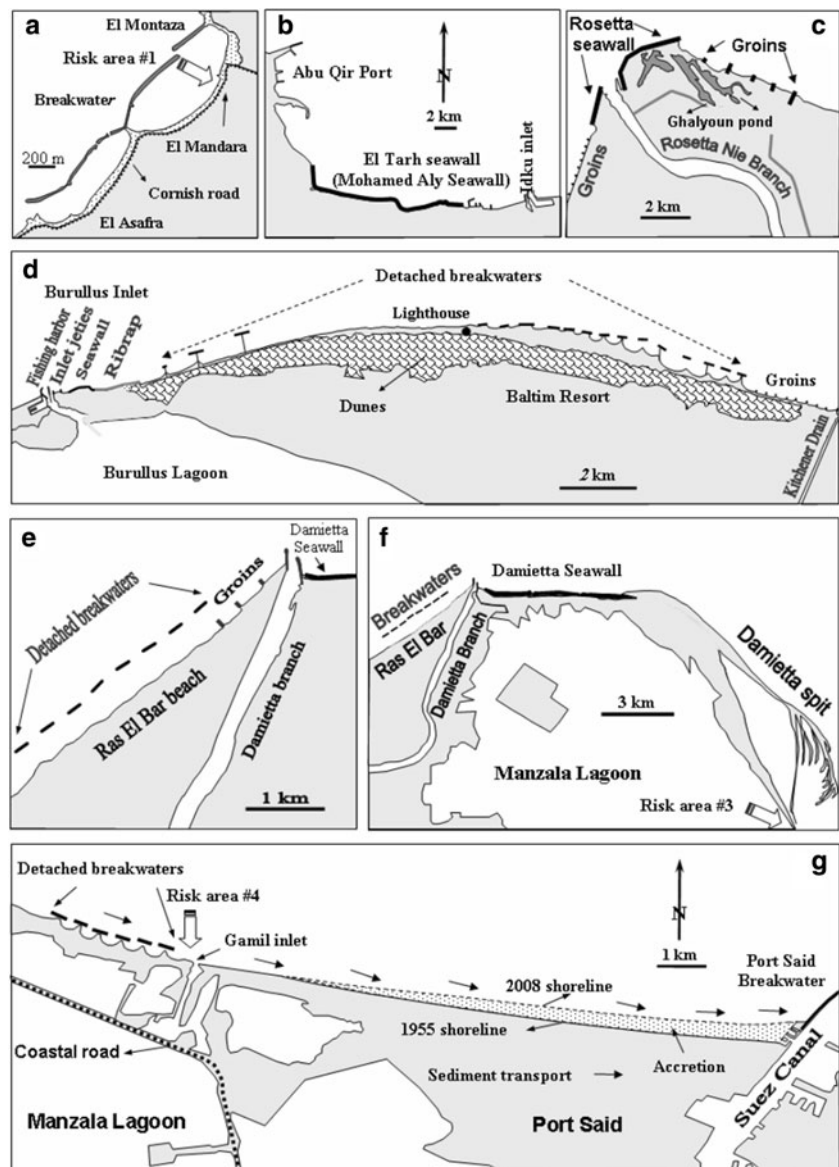 a
El Montaza
Risk area #1
Breakwater
200 m
El Mandara
Cornish road
El Asafra
b
Abu Qir Port
N
2 km
El Tarh seawall
(Mohamed Aly Seawall)
Idku inlet
c
Rosetta
seawall
Groins
Ghalyoun pond
Rosetta Nie Branch
Groins
2 km
d
Detached breakwaters
Burullus Inlet
Lighthouse
Fishing harbor
Inlet jeties
Seawall
Ribrap
Groins
Dunes
Baltim Resort
Burullus Lagoon
2 km
Kitchener Drain
e
Damietta
Seawall
Groins
Detached breakwaters
Ras El Bar beach
Damietta branch
1 km
f
Damietta Seawall
Breakwaters
Ras El Bar
Damietta Branch
Damietta spit
3 km
Manzala Lagoon
Risk area #3
g
Detached breakwaters
Risk area #4
N
Gamil inlet
1 km
Port Said
Breakwater
2008 shoreline
1955 shoreline
Coastal road
Accretion
Sediment transport
Suez Canal
Manzala Lagoon
Port Said